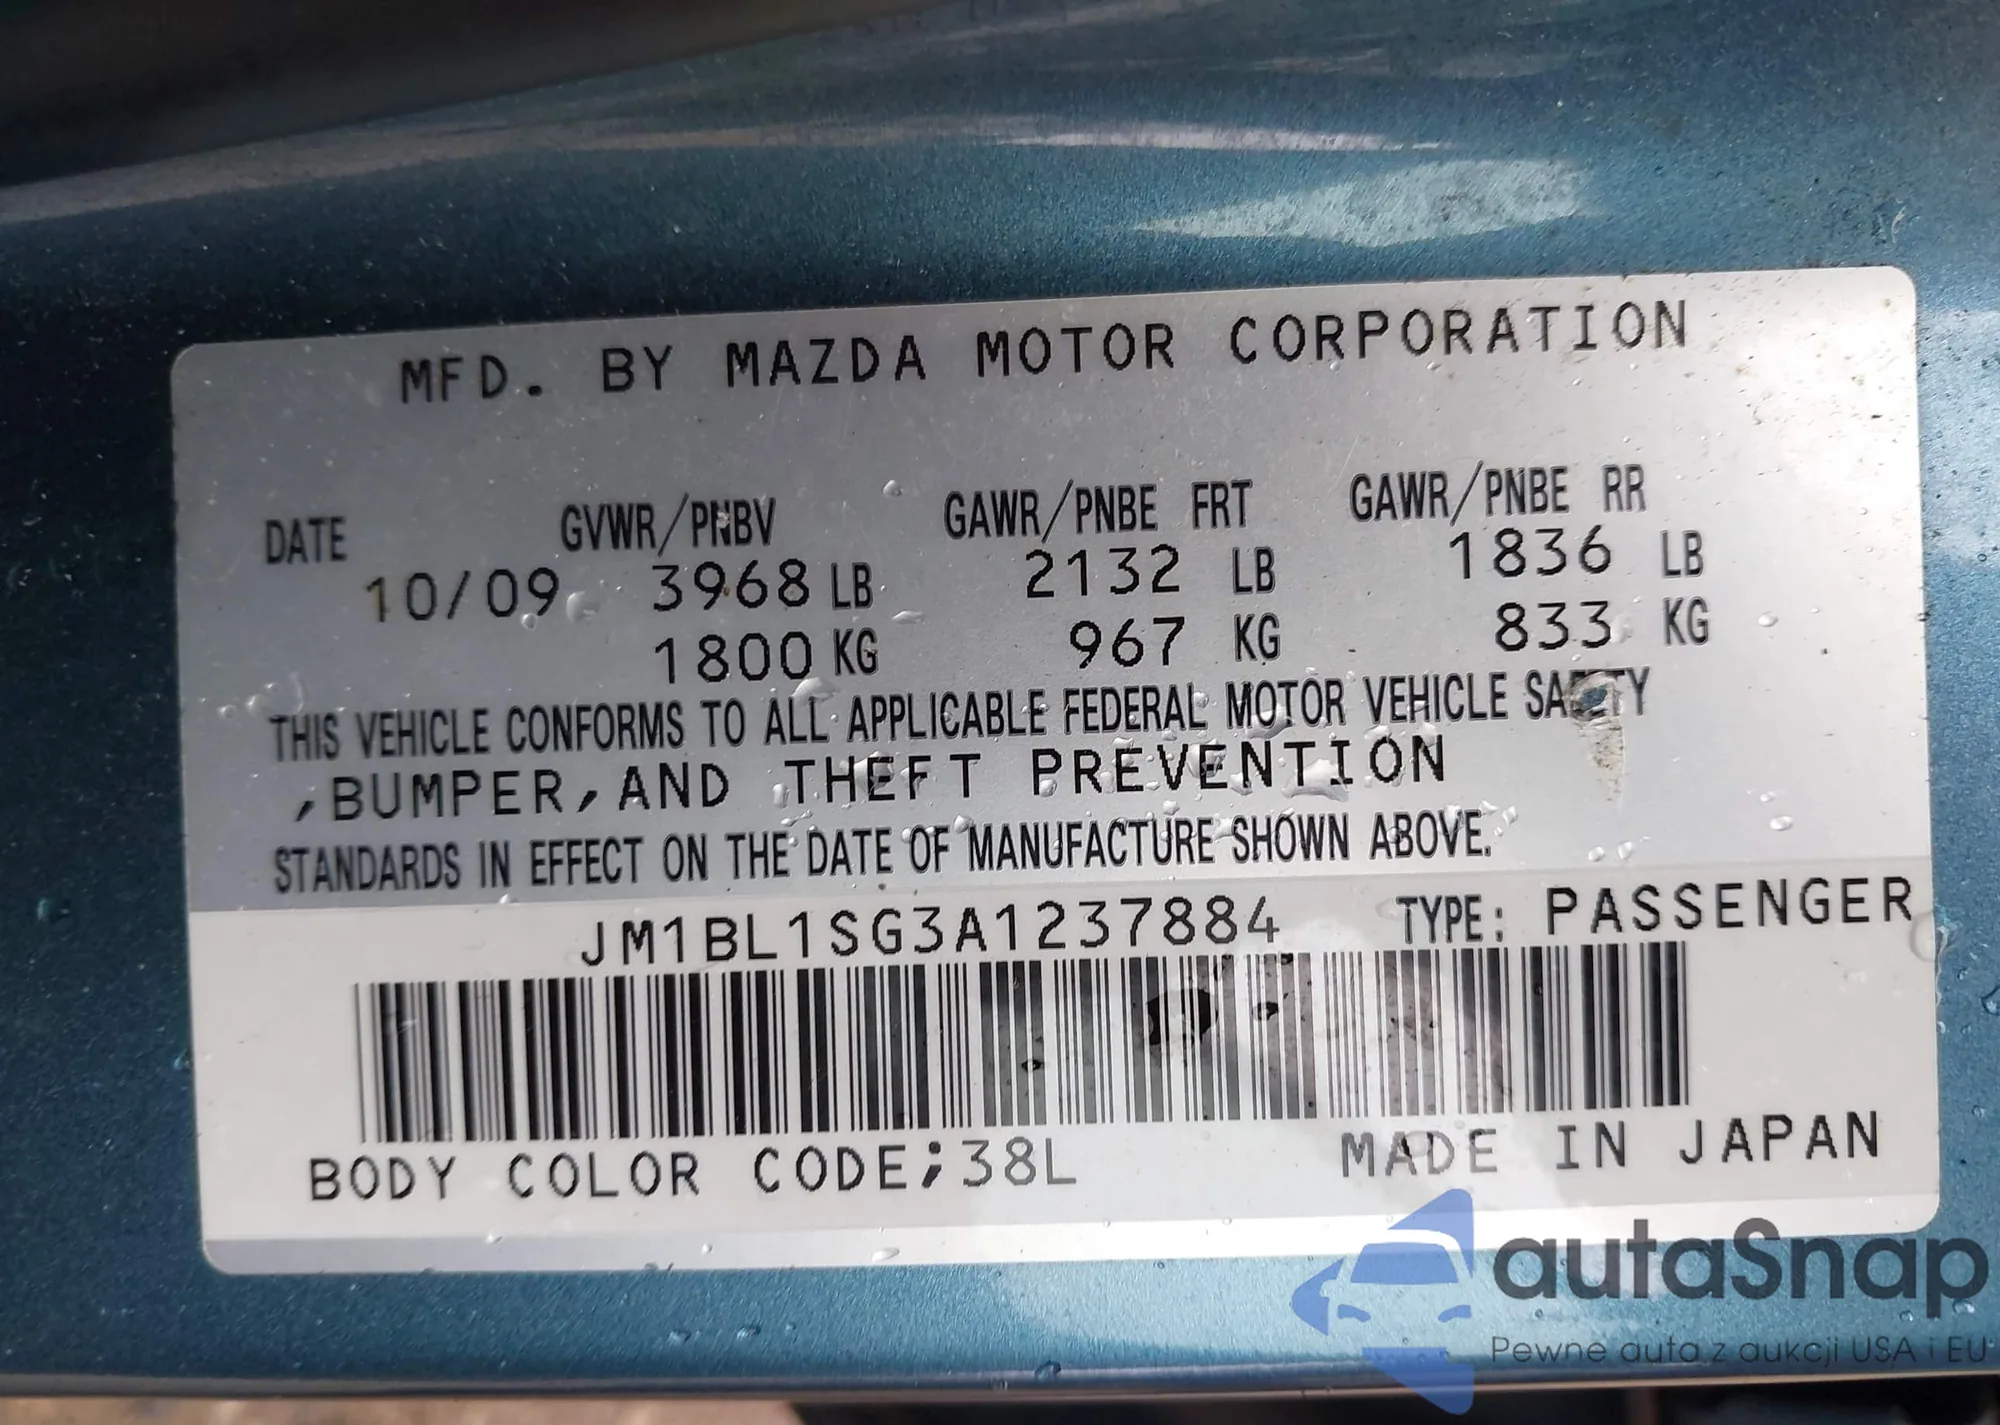 MFD. BY MAZDA MOTOR CORPORATION
DATE GVWR/PNBV GAWR/PNBE FRT GAWR/PNBE RR
10/09 3968 LB 2132 LB 1836 LB
1800 KG 967 KG 833 KG
THIS VEHICLE CONFORMS TO ALL APPLICABLE FEDERAL MOTOR VEHICLE SAFETY
,BUMPER,AND THEFT PREVENTION
STANDARDS IN EFFECT ON THE DATE OF MANUFACTURE SHOWN ABOVE.
JM1BL1SG3A1237884 TYPE: PASSENGER
BODY COLOR CODE;38L MADE IN JAPAN
autaSnap
Pewne auta z aukcji USA i EU